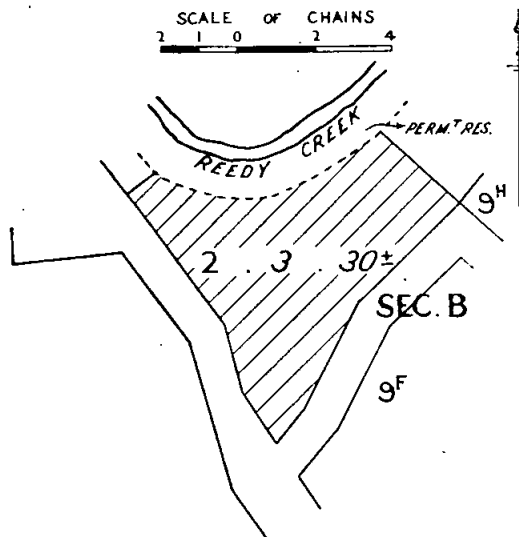 SCALE OF CHAINS
2 1 0 2 4
REEDY CREEK
PERM.T RES.
9H
2 . 3 . 30±
SEC. B
9F